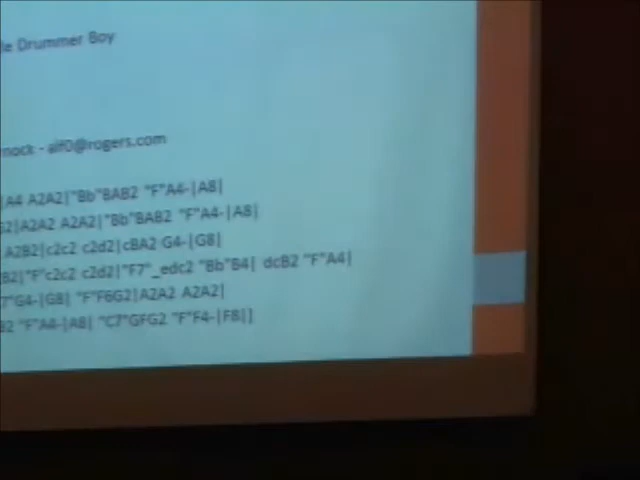 le Drummer Boy
nock - alf0@rogers.com
|A4 A2A2|"Bb"BAB2 "F"A4-|A8|
G2|A2A2 A2A2|"Bb"BAB2 "F"A4-|A8|
A2B2|c2c2 c2d2|cBA2 G4-|G8|
B2|"F"c2c2 c2d2|"F7"_edc2 "Bb"B4| dcB2 "F"A4|
7"G4-|G8| "F"F6G2|A2A2 A2A2|
B2 "F"A4-|A8| "C7"GFG2 "F"F4-|F8|]